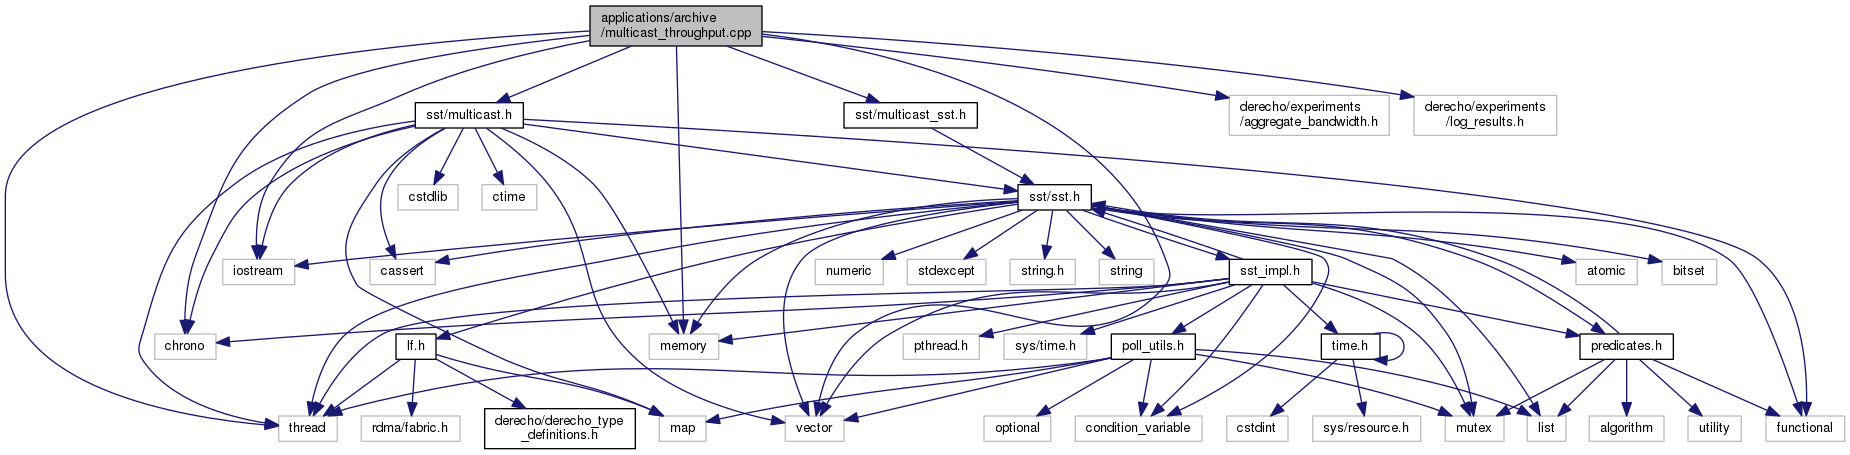 applications/archive
/multicast_throughput.cpp
sst/multicast.h
sst/multicast_sst.h
derecho/experiments
/aggregate_bandwidth.h
derecho/experiments
/log_results.h
cstdlib
ctime
sst/sst.h
iostream
cassert
numeric
stdexcept
string.h
string
sst_impl.h
atomic
bitset
chrono
lf.h
memory
pthread.h
sys/time.h
poll_utils.h
time.h
predicates.h
thread
rdma/fabric.h
derecho/derecho_type
_definitions.h
map
vector
optional
condition_variable
cstdint
sys/resource.h
mutex
list
algorithm
utility
functional